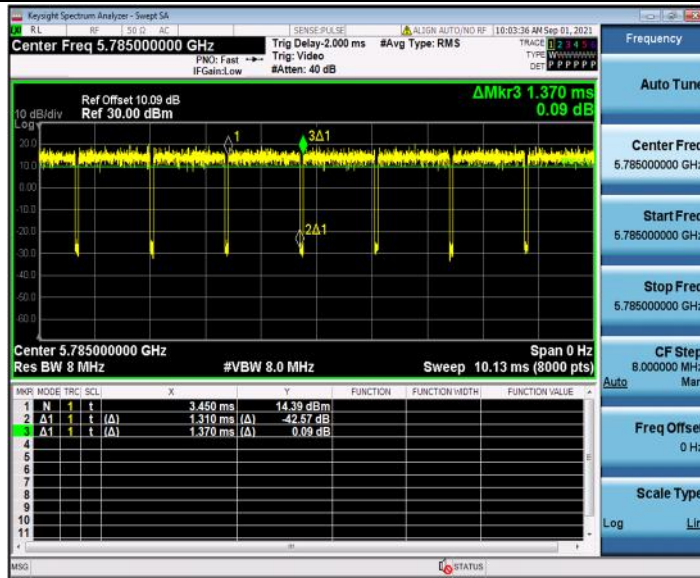 Keysight Spectrum Analyzer - Swept SA
LXI RL RF 50 Ω AC SENSE:PULSE ALIGN AUTO/NO RF 10:03:36 AM Sep 01, 2021
Center Freq 5.785000000 GHz
Trig Delay-2.000 ms #Avg Type: RMS
TRACE 1 2 3 4 5 6
PNO: Fast Trig: Video
TYPE WWWWWW
IFGain:Low #Atten: 40 dB
DET P P P P P P
ΔMkr3 1.370 ms
0.09 dB
Ref Offset 10.09 dB
10 dB/div Ref 30.00 dBm
Log
20.0
10.0
0.00
-10.0
-20.0
-30.0
-40.0
-50.0
-60.0
1
3Δ1
2Δ1
Center 5.785000000 GHz Span 0 Hz
Res BW 8 MHz #VBW 8.0 MHz Sweep 10.13 ms (8000 pts)
MKR MODE TRC SCL X Y FUNCTION FUNCTION WIDTH FUNCTION VALUE
1 N 1 t 3.450 ms 14.39 dBm
2 Δ1 1 t (Δ) 1.310 ms (Δ) -42.57 dB
3 Δ1 1 t (Δ) 1.370 ms (Δ) 0.09 dB
4
5
6
7
8
9
10
11
MSG STATUS
Frequency
Auto Tune
Center Freq
5.785000000 GHz
Start Freq
5.785000000 GHz
Stop Freq
5.785000000 GHz
CF Step
8.000000 MHz
Auto Man
Freq Offset
0 Hz
Scale Type
Log Lin